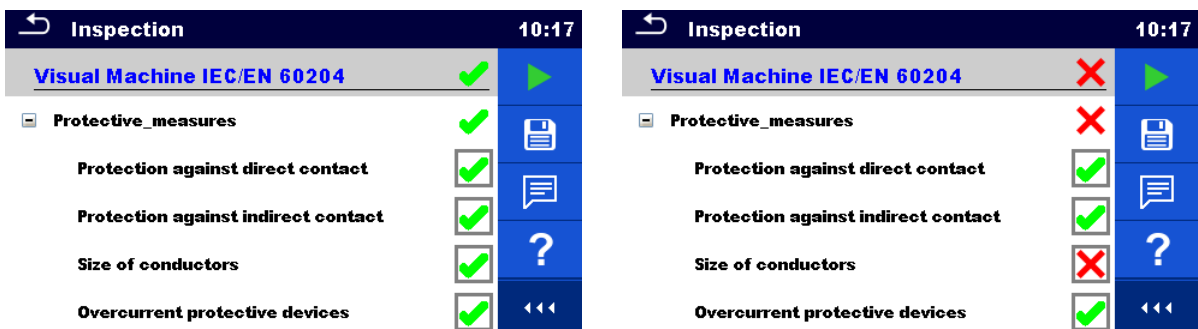 Inspection 10:17
Visual Machine IEC/EN 60204
Protective_measures
Protection against direct contact
Protection against indirect contact
?
Size of conductors
Overcurrent protective devices
Inspection 10:17
Visual Machine IEC/EN 60204
Protective_measures
Protection against direct contact
Protection against indirect contact
?
Size of conductors
Overcurrent protective devices